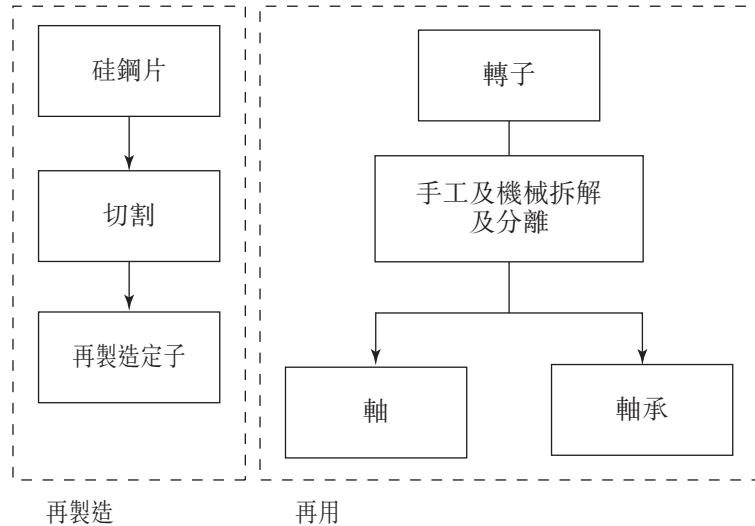 硅鋼片
切割
再製造定子
再製造
轉子
手工及機械拆解
及分離
軸
軸承
再用